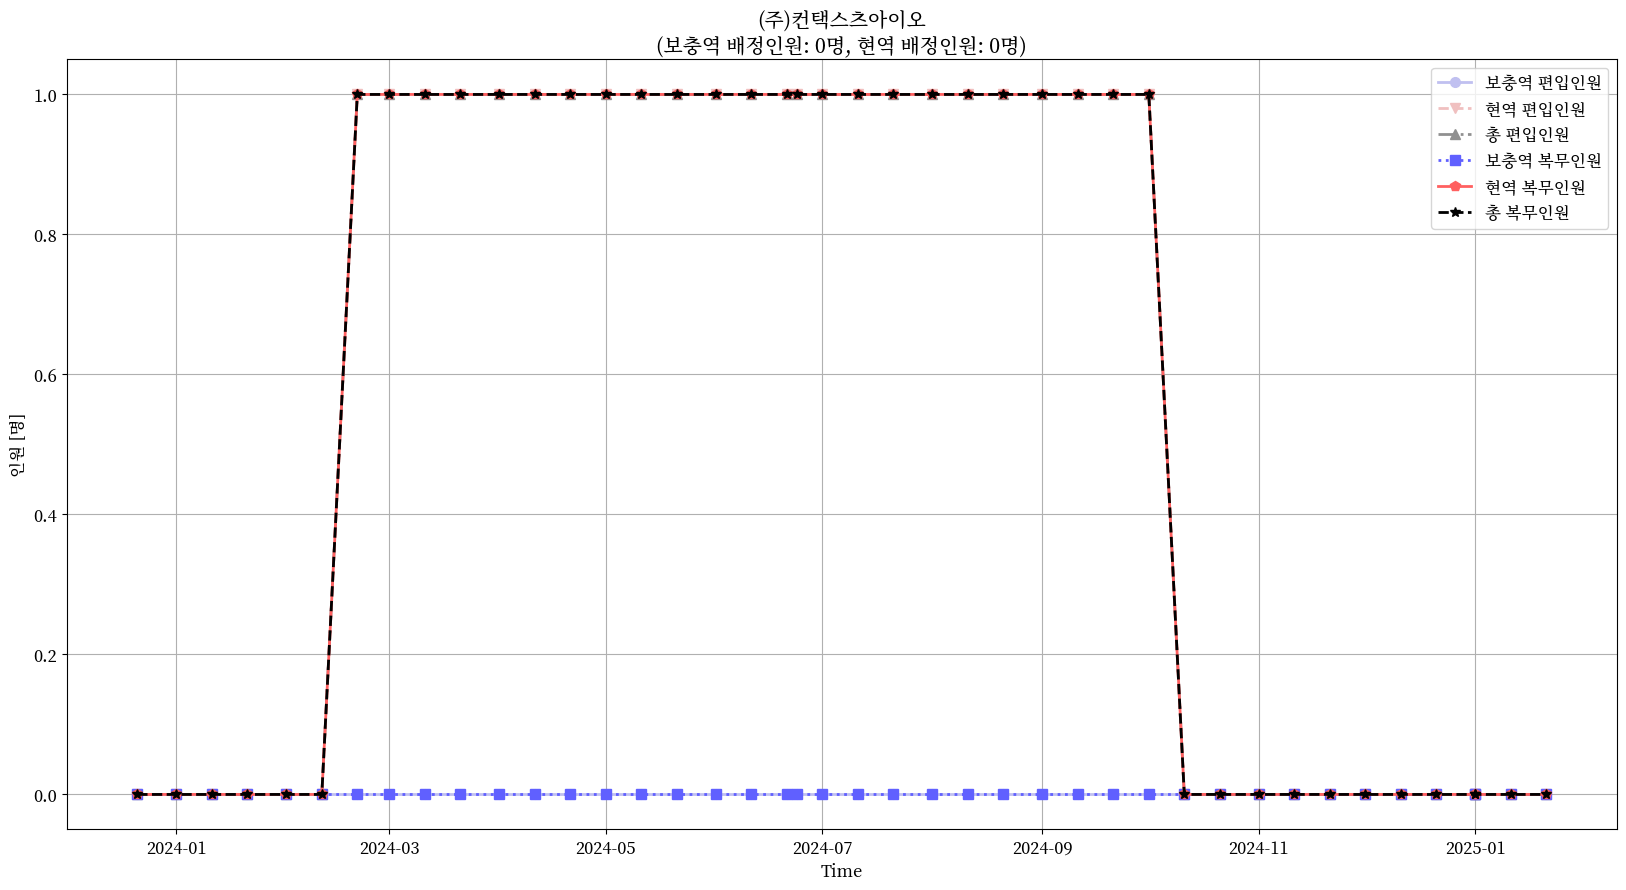 (주)컨택스츠아이오
(보충역 배정인원: 0명, 현역 배정인원: 0명)
보충역 편입인원
현역 편입인원
총 편입인원
보충역 복무인원
현역 복무인원
총 복무인원
인원 [명]
1.0
0.8
0.6
0.4
0.2
0.0
2024-01
2024-03
2024-05
2024-07
2024-09
2024-11
2025-01
Time